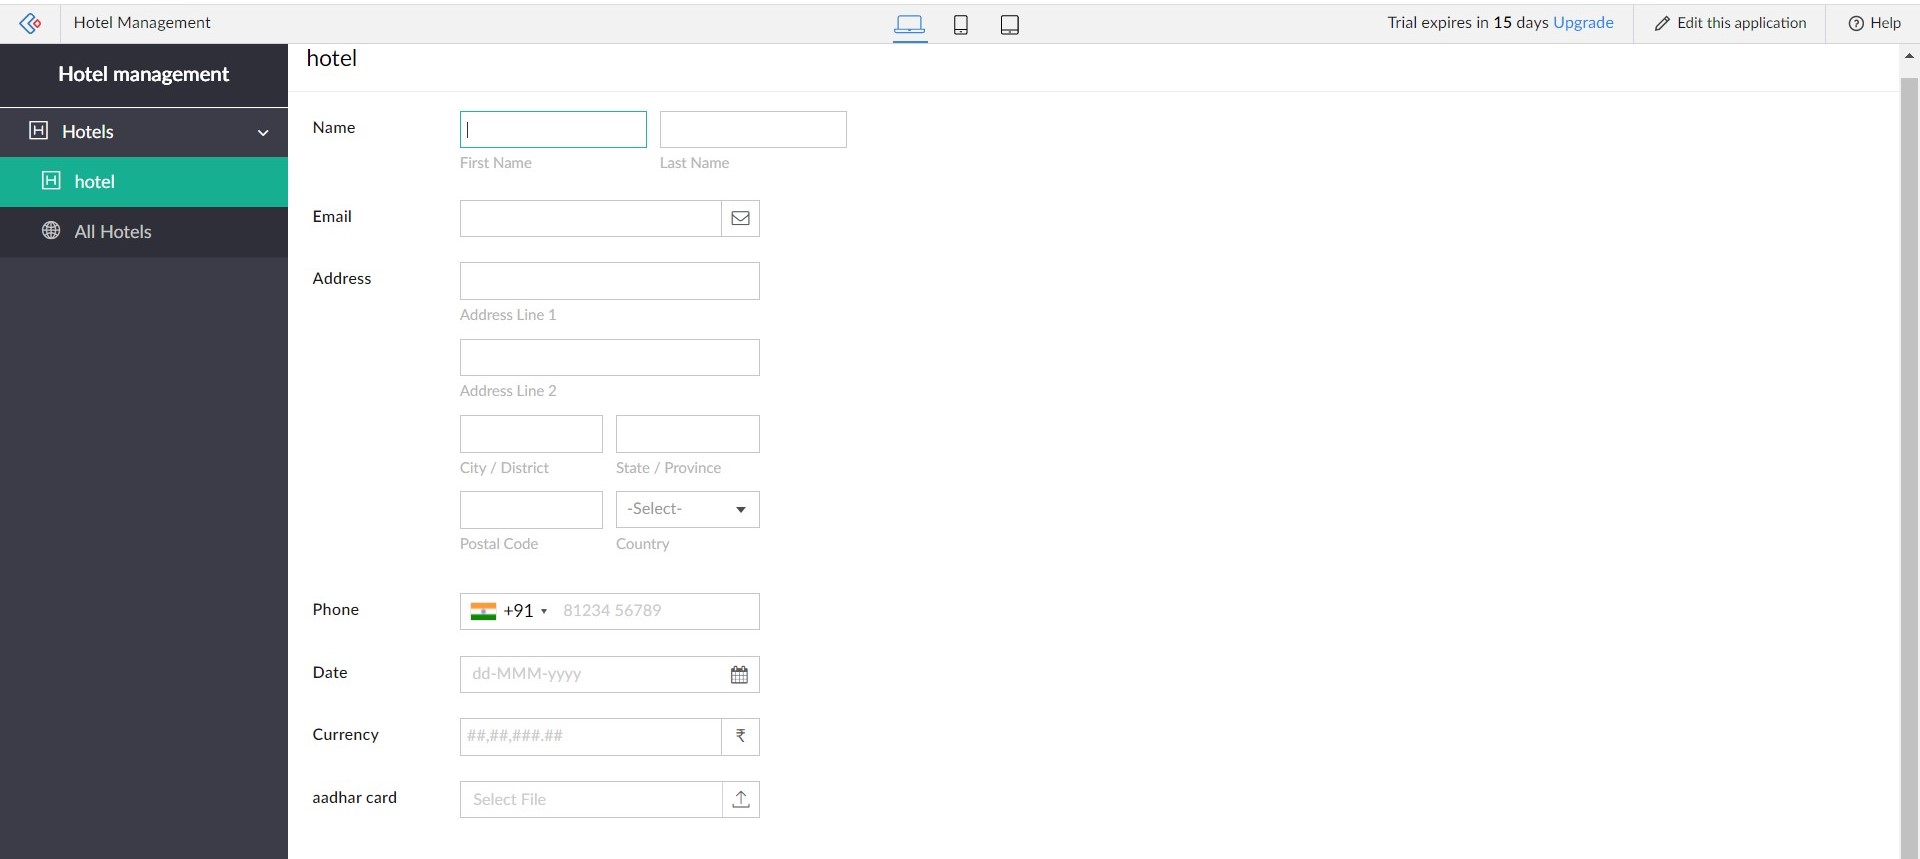 Hotel Management
Trial expires in 15 days Upgrade
Edit this application
Help
Hotel management
Hotels
hotel
All Hotels
hotel
Name
First Name
Last Name
Email
Address
Address Line 1
Address Line 2
City / District
State / Province
-Select-
Postal Code
Country
Phone
+91
81234 56789
Date
dd-MMM-yyyy
Currency
##,##,###.##
₹
aadhar card
Select File